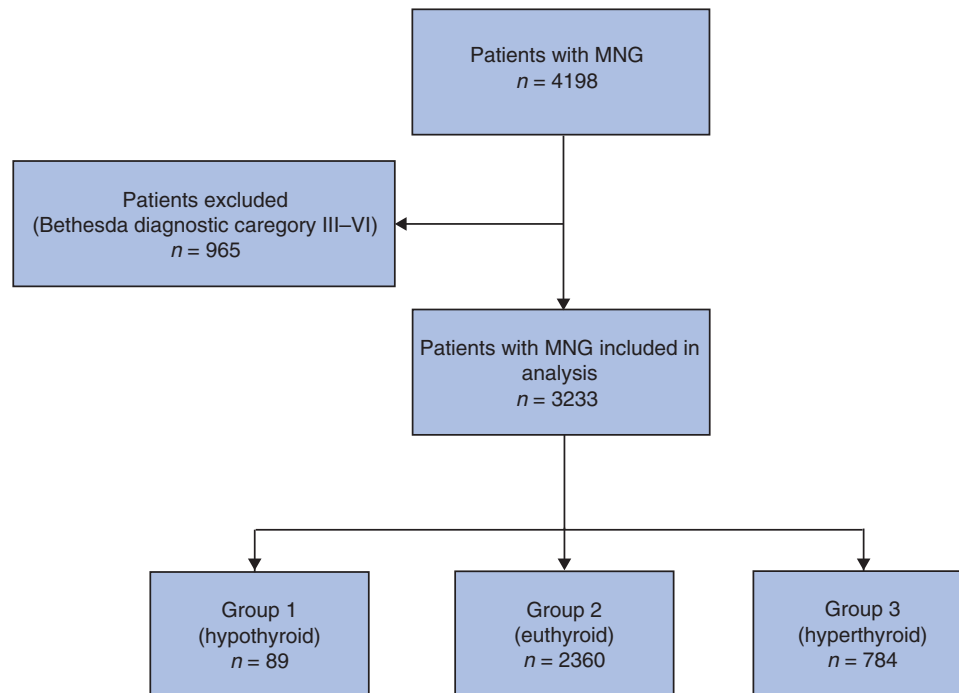 Patients with MNG
n = 4198
Patients excluded
(Bethesda diagnostic caregory III–VI)
n = 965
Patients with MNG included in
analysis
n = 3233
Group 1
(hypothyroid)
n = 89
Group 2
(euthyroid)
n = 2360
Group 3
(hyperthyroid)
n = 784